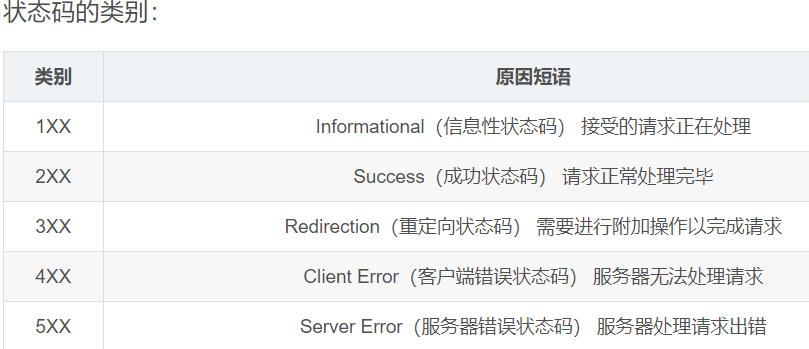 状态码的类别：
类别 原因短语
1XX Informational（信息性状态码） 接受的请求正在处理
2XX Success（成功状态码） 请求正常处理完毕
3XX Redirection（重定向状态码） 需要进行附加操作以完成请求
4XX Client Error（客户端错误状态码） 服务器无法处理请求
5XX Server Error（服务器错误状态码） 服务器处理请求出错